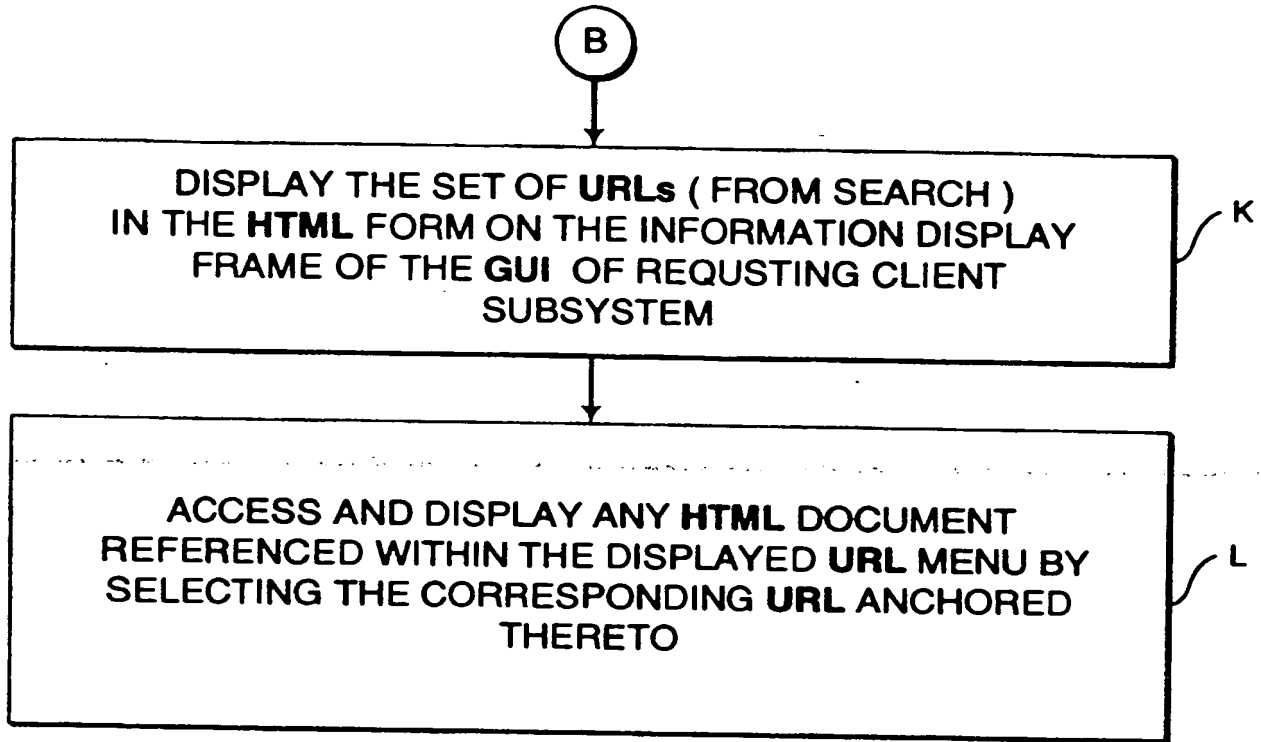 B
DISPLAY THE SET OF URLs ( FROM SEARCH )
IN THE HTML FORM ON THE INFORMATION DISPLAY
FRAME OF THE GUI OF REQUSTING CLIENT
SUBSYSTEM
K
ACCESS AND DISPLAY ANY HTML DOCUMENT
REFERENCED WITHIN THE DISPLAYED URL MENU BY
SELECTING THE CORRESPONDING URL ANCHORED
THERETO
L